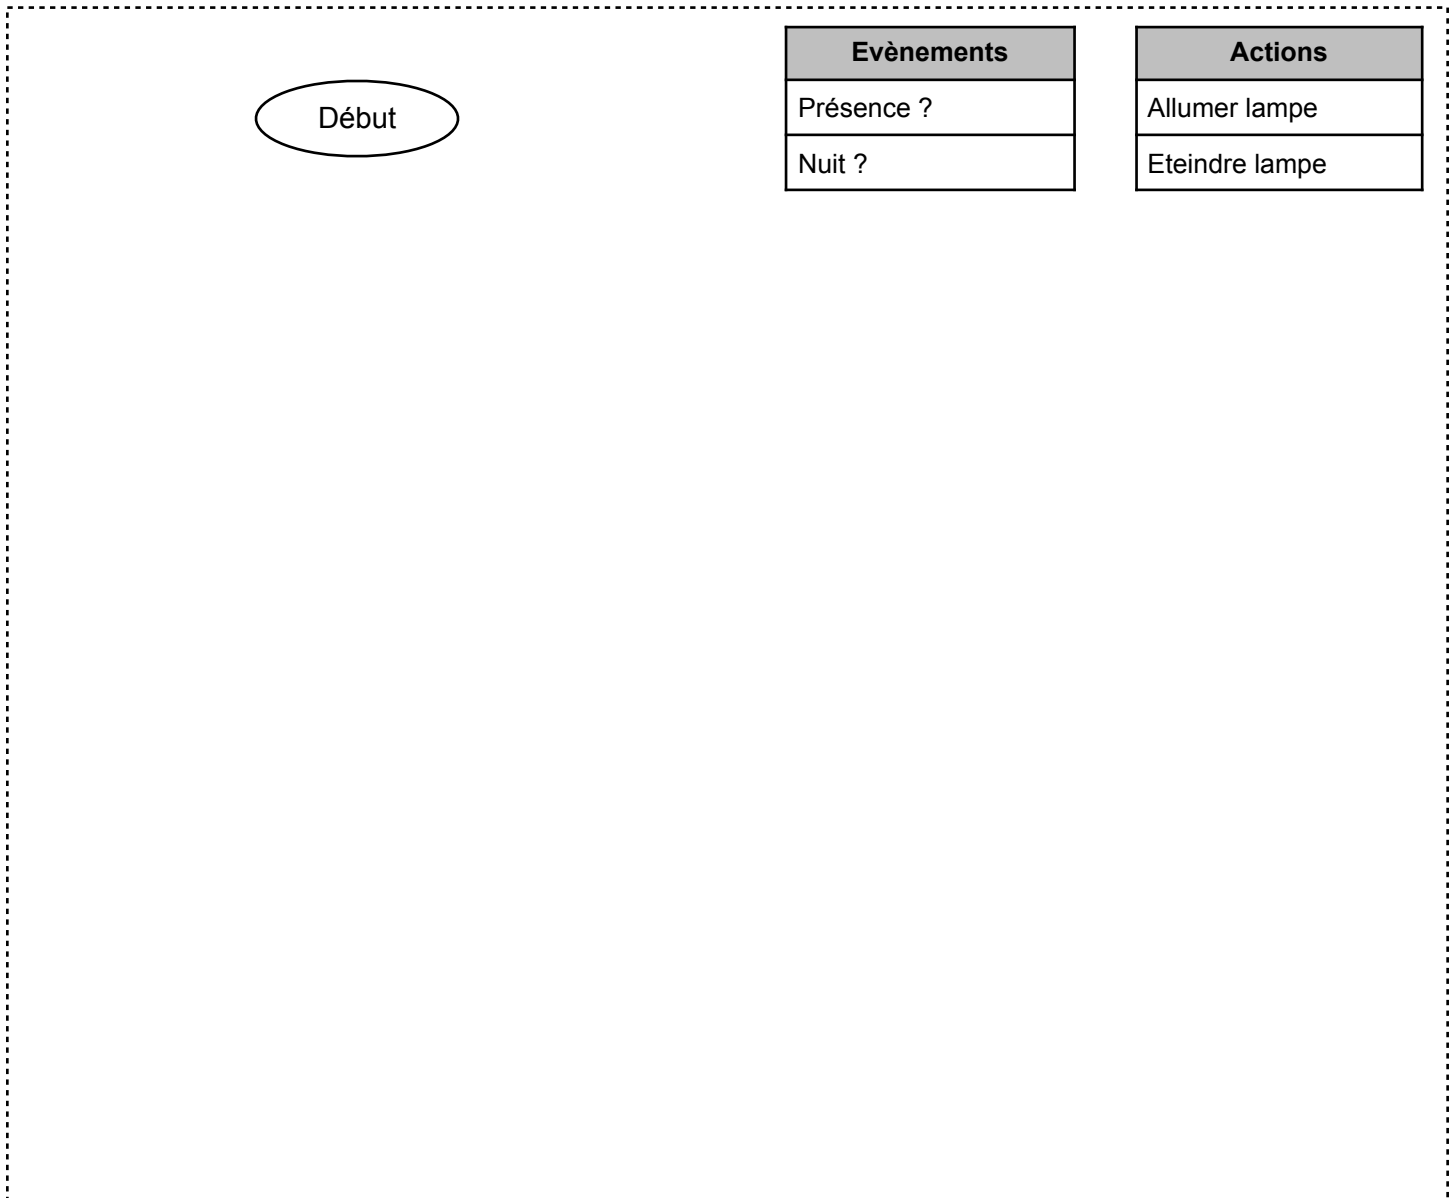 Début
Evènements
Présence ?
Nuit ?
Actions
Allumer lampe
Eteindre lampe